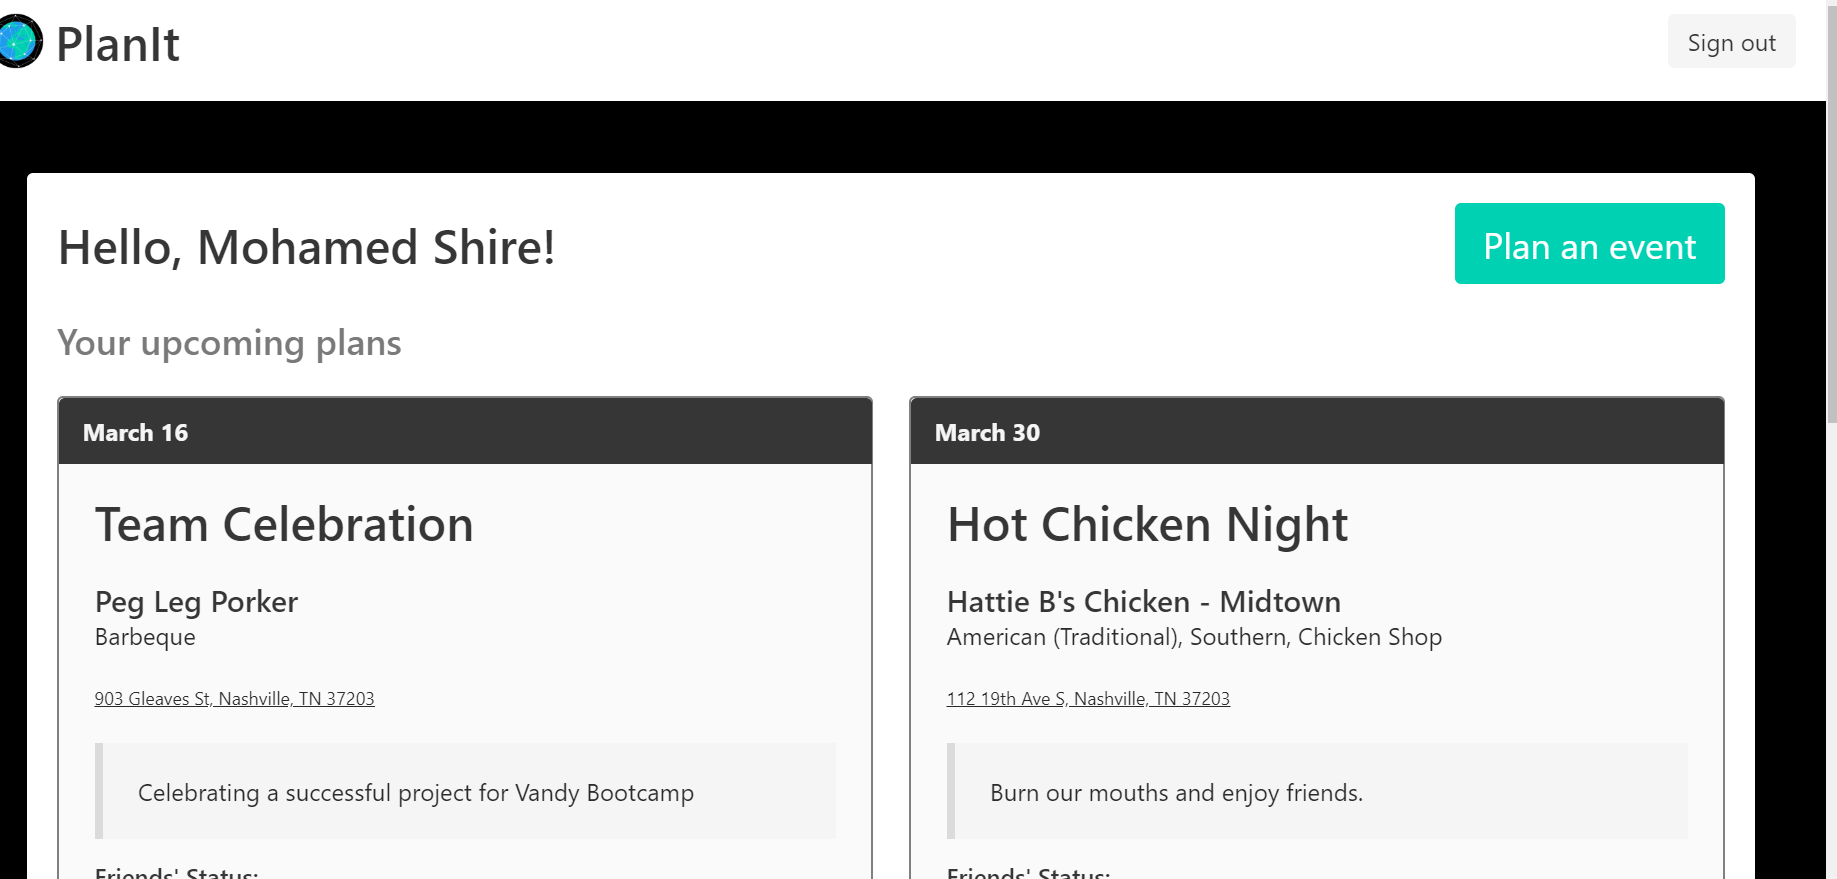 PlanIt
Sign out
Hello, Mohamed Shire!
Plan an event
Your upcoming plans
March 16
Team Celebration
Peg Leg Porker
Barbeque
903 Gleaves St, Nashville, TN 37203
Celebrating a successful project for Vandy Bootcamp
Friends' Status:
March 30
Hot Chicken Night
Hattie B's Chicken - Midtown
American (Traditional), Southern, Chicken Shop
112 19th Ave S, Nashville, TN 37203
Burn our mouths and enjoy friends.
Friends' Status: